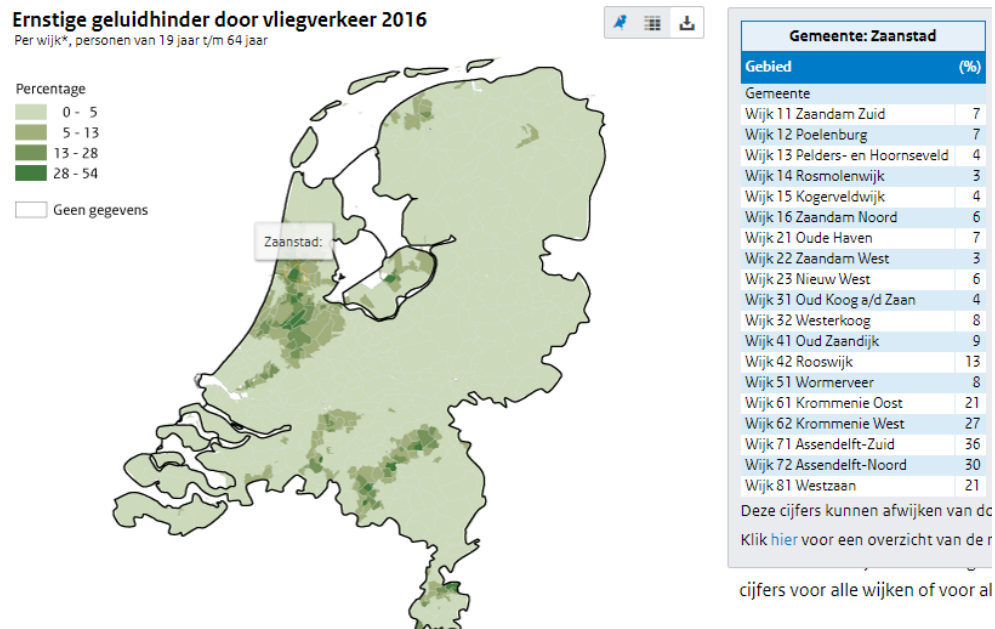 Ernstige geluidhinder door vliegverkeer 2016
Per wijk*, personen van 19 jaar t/m 64 jaar
Percentage
0 - 5
5 - 13
13 - 28
28 - 54
Geen gegevens
Zaanstad:
Gemeente: Zaanstad
Gebied (%)
Gemeente
Wijk 11 Zaandam Zuid 7
Wijk 12 Poelenburg 7
Wijk 13 Pelders- en Hoornseveld 4
Wijk 14 Rosmolenwijk 3
Wijk 15 Kogerveldwijk 4
Wijk 16 Zaandam Noord 6
Wijk 21 Oude Haven 7
Wijk 22 Zaandam West 3
Wijk 23 Nieuw West 6
Wijk 31 Oud Koog a/d Zaan 4
Wijk 32 Westerkoog 8
Wijk 41 Oud Zaandijk 9
Wijk 42 Rooswijk 13
Wijk 51 Wormerveer 8
Wijk 61 Krommenie Oost 21
Wijk 62 Krommenie West 27
Wijk 71 Assendelft-Zuid 36
Wijk 72 Assendelft-Noord 30
Wijk 81 Westzaan 21
Deze cijfers kunnen afwijken van do
Klik hier voor een overzicht van de
cijfers voor alle wijken of voor al